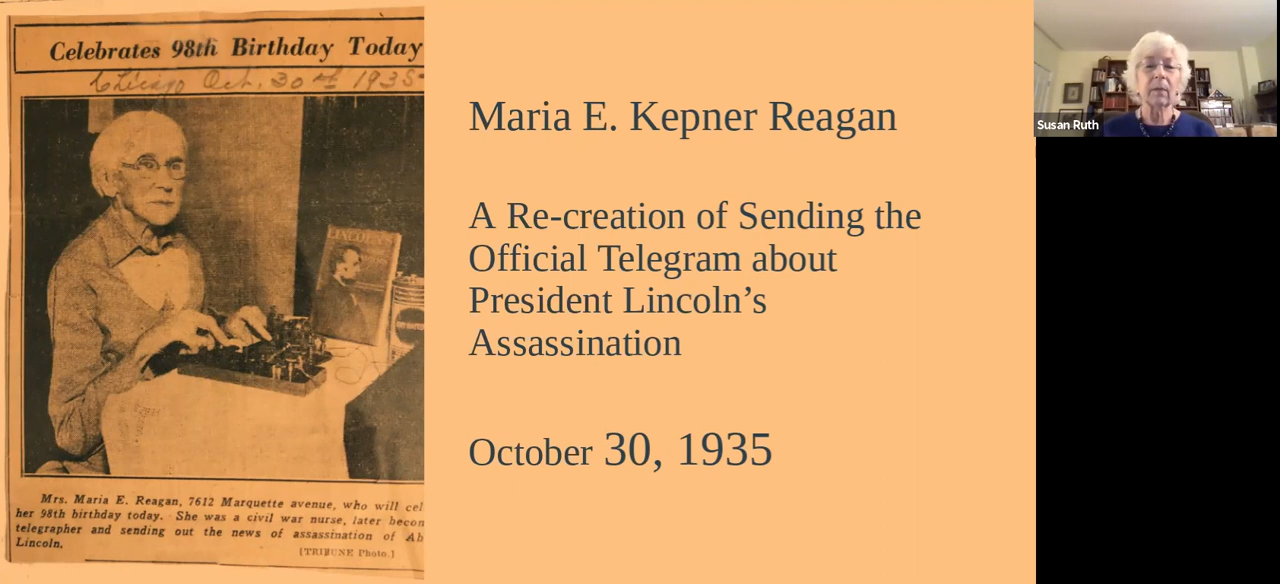 Celebrates 98th Birthday Today
Chicago Oct. 30th 1935
LINCOLN
Mrs. Maria E. Reagan, 7612 Marquette avenue, who will cel
her 98th birthday today. She was a civil war nurse, later becom
telegrapher and sending out the news of assassination of Ab
Lincoln.
[TRIBUNE Photo.]
Maria E. Kepner Reagan
A Re-creation of Sending the
Official Telegram about
President Lincoln’s
Assassination
October 30, 1935
Susan Ruth